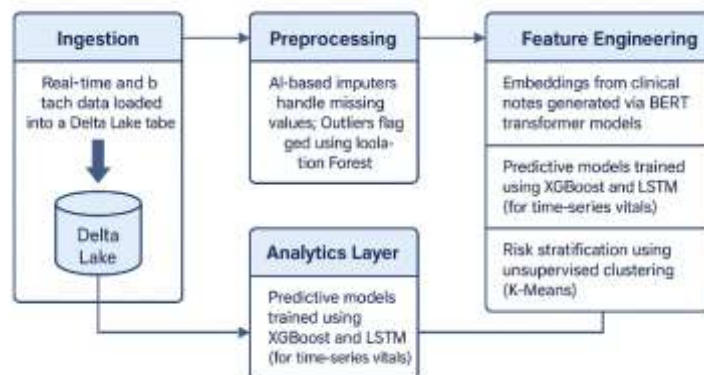 Ingestion
Real-time and b
tach data loaded
into a Delta Lake tabe
Delta
Lake
Preprocessing
AI-based imputers
handle missing
values; Outliers flag
ged using Ioola-
tion Forest
Feature Engineering
Embeddings from clinical
notes generated via BERT
transformer models
Predictive models trained
using XGBoost and LSTM
(for time-series vitals)
Risk stratification using
unsupervised clustering
(K-Means)
Analytics Layer
Predictive models
trained using
XGBoost and LSTM
(for time-series vitals)